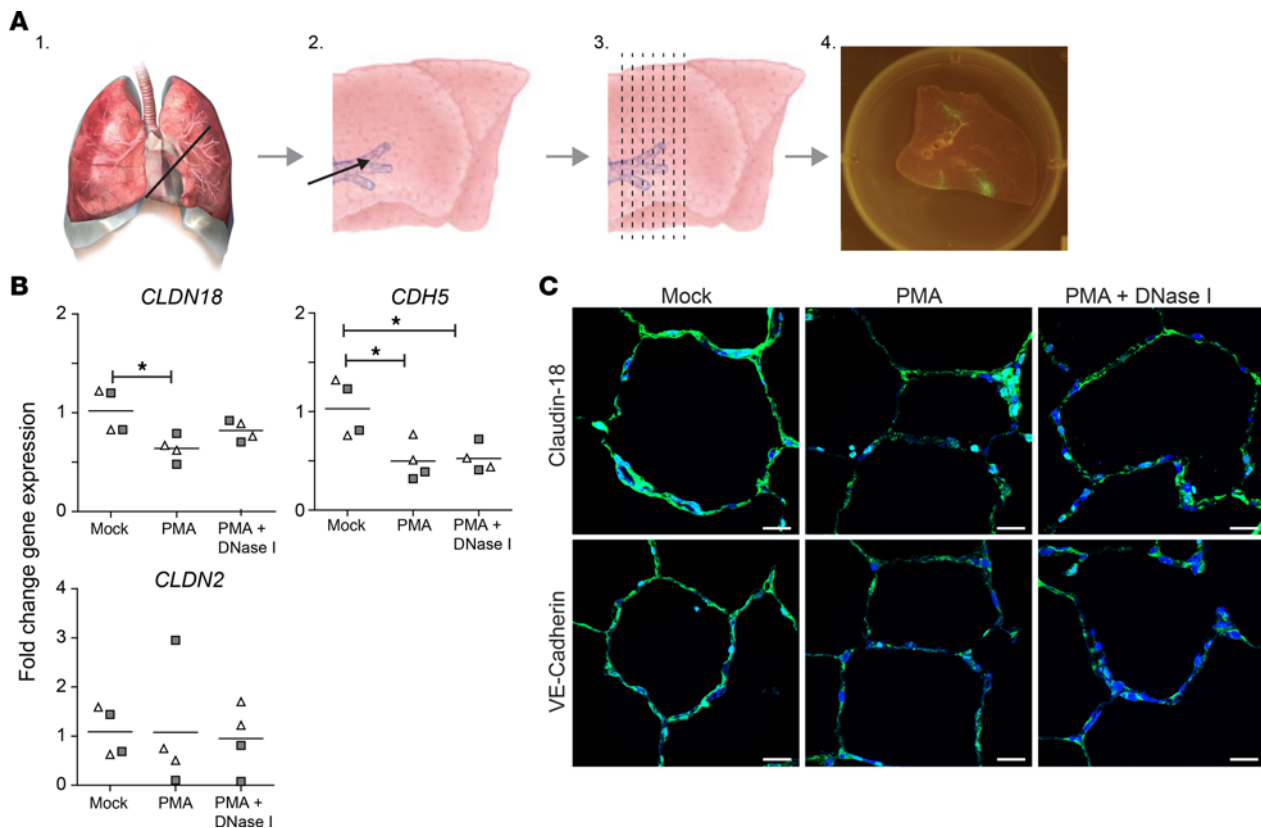 A
1.
2.
3.
4.
B
CLDN18
CDH5
Fold change gene expression
2
1
0
*
Mock
PMA
PMA +
DNase I
2
1
0
*
*
Mock
PMA
PMA +
DNase I
CLDN2
4
3
2
1
0
Mock
PMA
PMA +
DNase I
C
Mock
PMA
PMA + DNase I
Claudin-18
VE-Cadherin